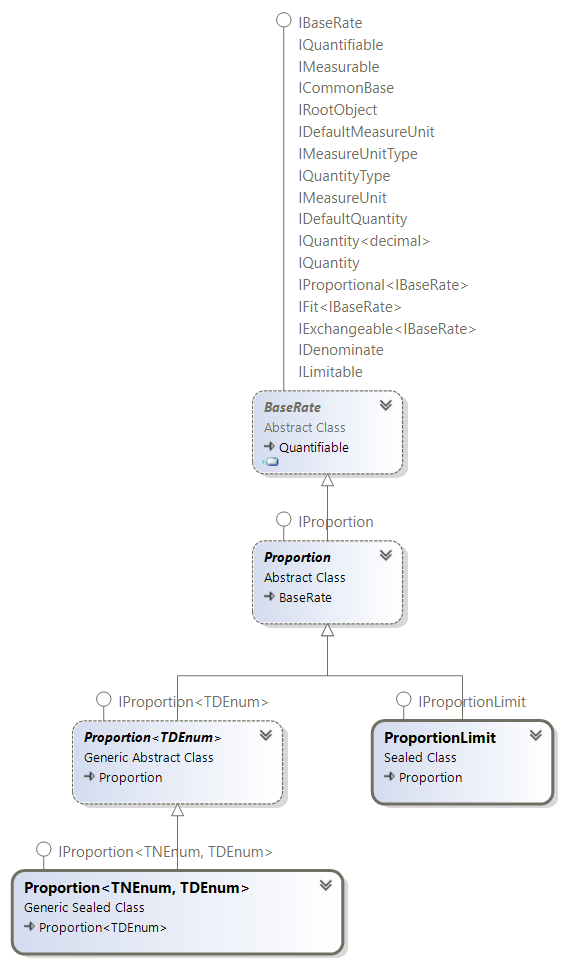 IBaseRate
IQuantifiable
IMeasurable
ICommonBase
IRootObject
IDefaultMeasureUnit
IMeasureUnitType
IQuantityType
IMeasureUnit
IDefaultQuantity
IQuantity<decimal>
IQuantity
IProportional<IBaseRate>
IFit<IBaseRate>
IExchangeable<IBaseRate>
IDenominate
ILimitable
BaseRate
Abstract Class
Quantifiable
IProportion
Proportion
Abstract Class
BaseRate
IProportion<TDEnum>
Proportion<TDEnum>
Generic Abstract Class
Proportion
IProportionLimit
ProportionLimit
Sealed Class
Proportion
IProportion<TNEnum, TDEnum>
Proportion<TNEnum, TDEnum>
Generic Sealed Class
Proportion<TDEnum>